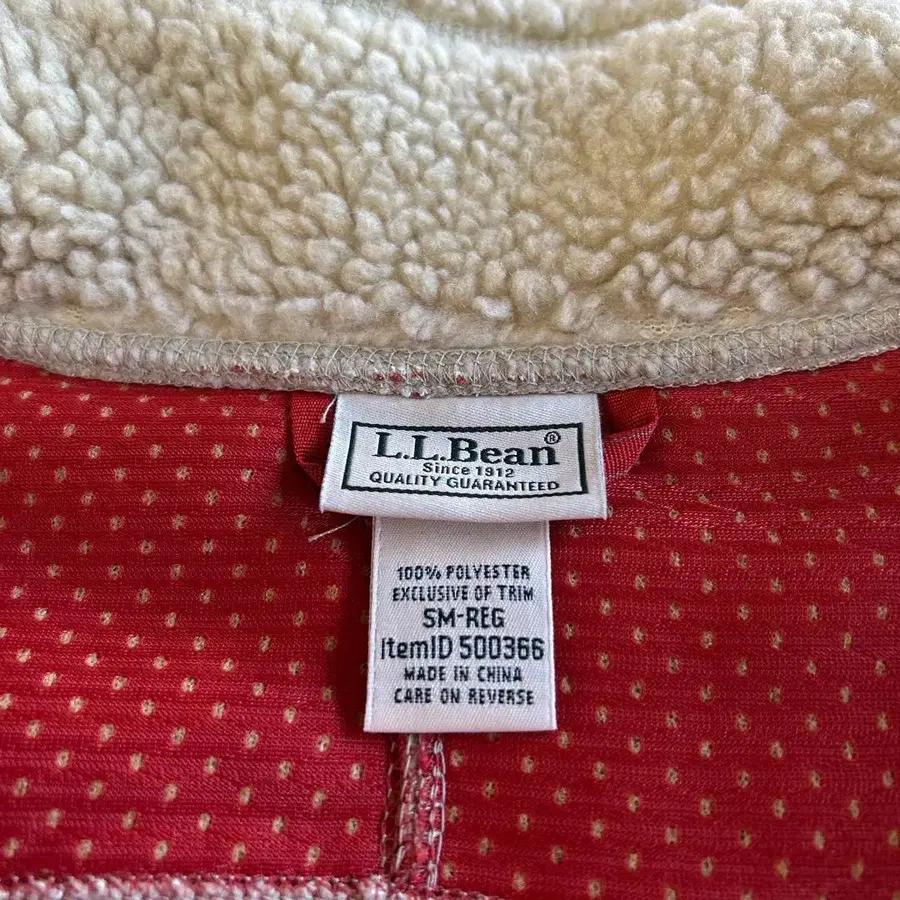 L.L.Bean®
Since 1912
QUALITY GUARANTEED
100% POLYESTER
EXCLUSIVE OF TRIM
SM-REG
ItemID 500366
MADE IN CHINA
CARE ON REVERSE